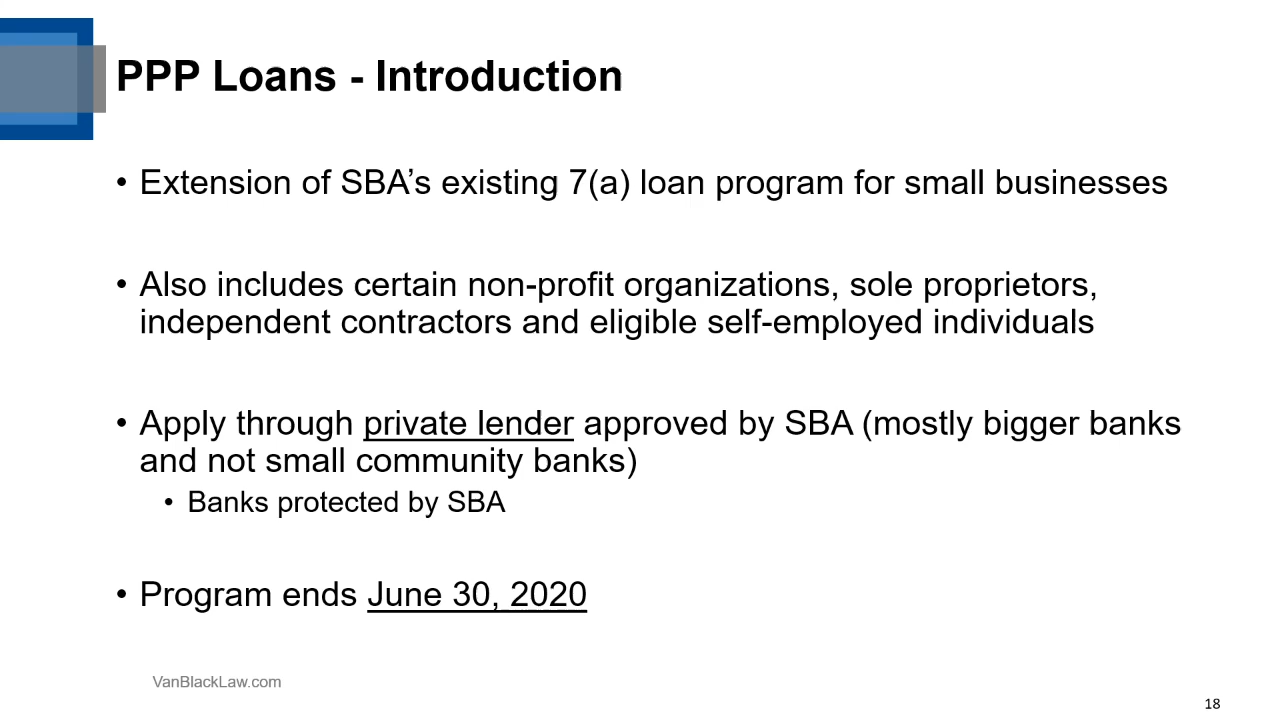 PPP Loans - Introduction
• Extension of SBA’s existing 7(a) loan program for small businesses
• Also includes certain non-profit organizations, sole proprietors,
independent contractors and eligible self-employed individuals
• Apply through private lender approved by SBA (mostly bigger banks
and not small community banks)
• Banks protected by SBA
• Program ends June 30, 2020
VanBlackLaw.com
18